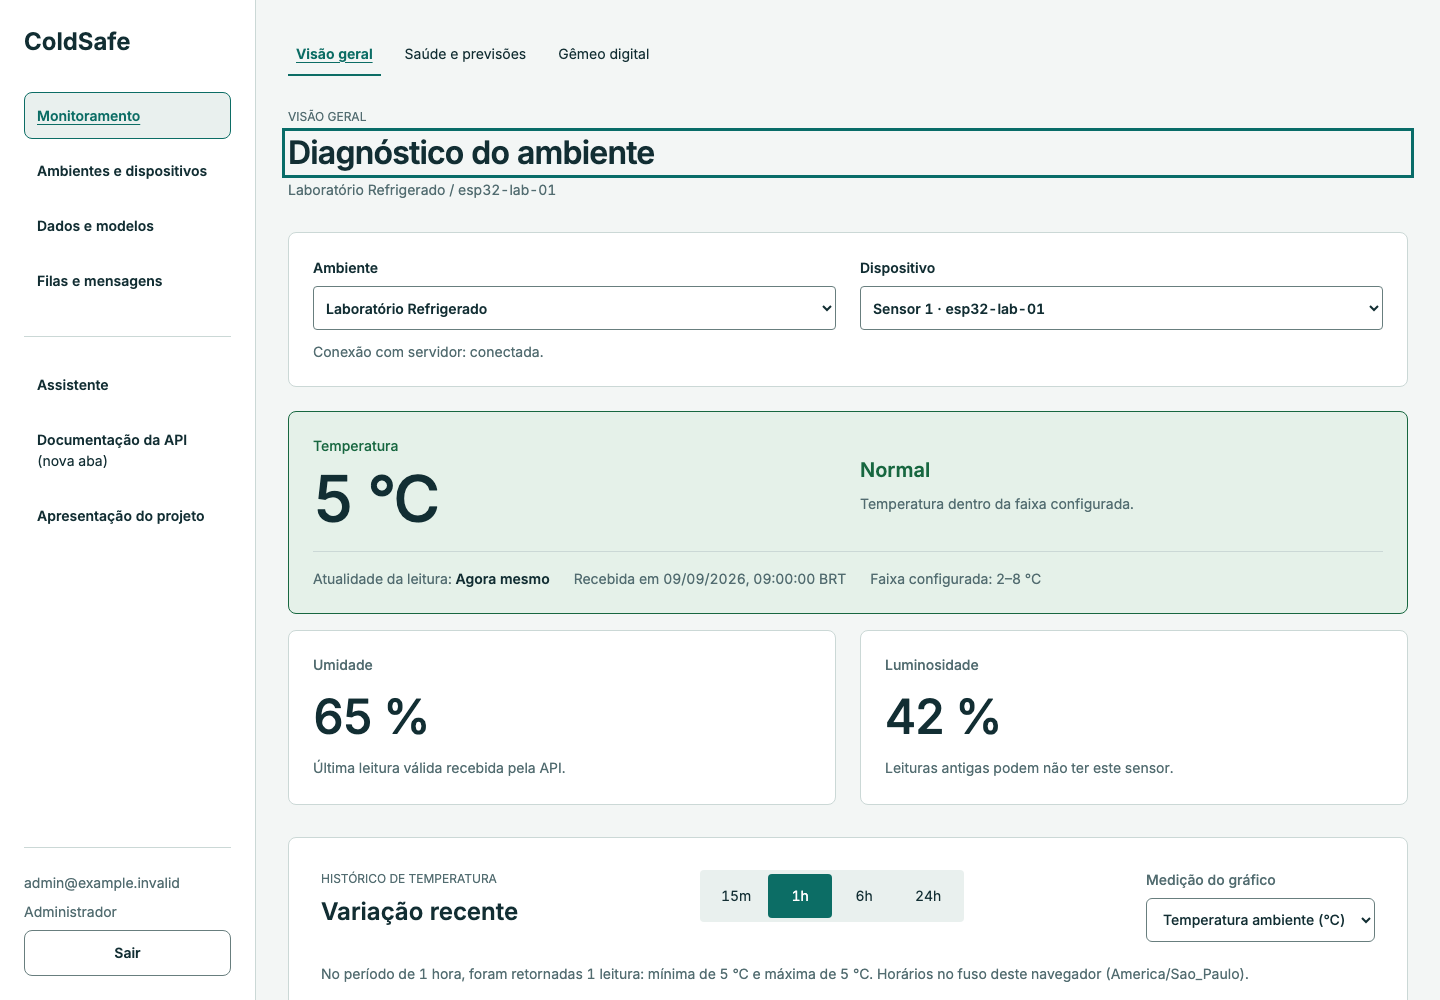 ColdSafe
Monitoramento
Ambientes e dispositivos
Dados e modelos
Filas e mensagens
Assistente
Documentação da API
(nova aba)
Apresentação do projeto
admin@example.invalid
Administrador
Sair
Visão geral
Saúde e previsões
Gêmeo digital
VISÃO GERAL
Diagnóstico do ambiente
Laboratório Refrigerado / esp32-lab-01
Ambiente
Laboratório Refrigerado
Dispositivo
Sensor 1 · esp32-lab-01
Conexão com servidor: conectada.
Temperatura
5 °C
Normal
Temperatura dentro da faixa configurada.
Atualidade da leitura: Agora mesmo
Recebida em 09/09/2026, 09:00:00 BRT
Faixa configurada: 2–8 °C
Umidade
65 %
Última leitura válida recebida pela API.
Luminosidade
42 %
Leituras antigas podem não ter este sensor.
HISTÓRICO DE TEMPERATURA
Variação recente
15m
1h
6h
24h
Medição do gráfico
Temperatura ambiente (°C)
No período de 1 hora, foram retornadas 1 leitura: mínima de 5 °C e máxima de 5 °C. Horários no fuso deste navegador (America/Sao_Paulo).